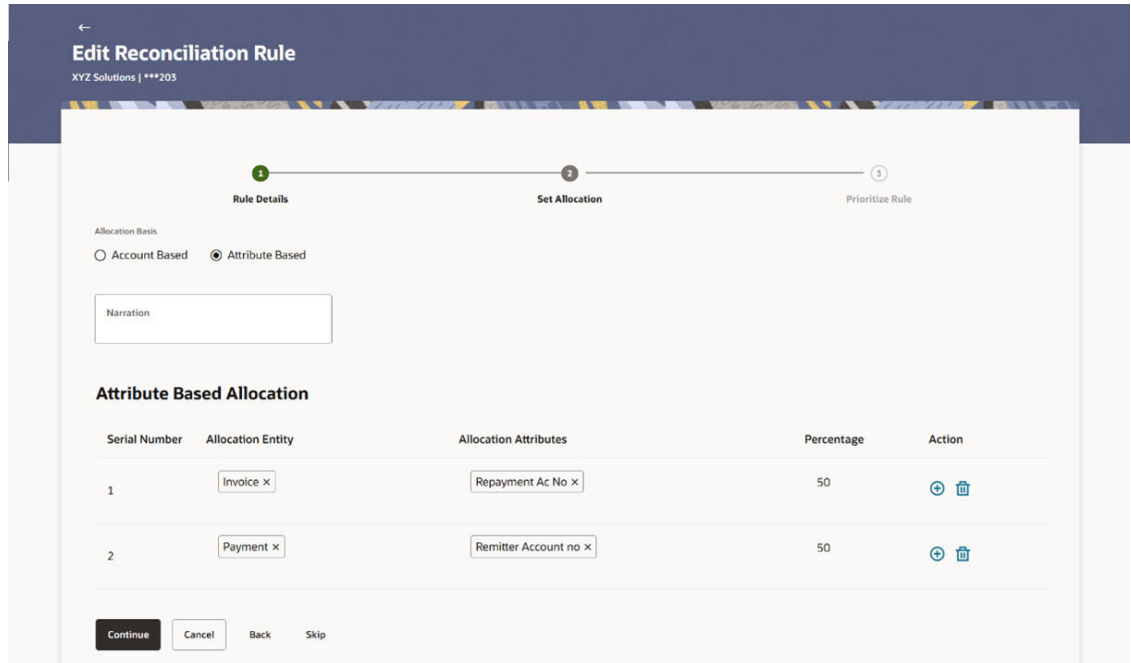 ←
Edit Reconciliation Rule
XYZ Solutions | ***203
1 2 3
Rule Details Set Allocation Prioritize Rule
Allocation Basis
Account Based Attribute Based
Narration
Attribute Based Allocation
Serial Number Allocation Entity Allocation Attributes Percentage Action
1 Invoice × Repayment Ac No × 50
2 Payment × Remitter Account no × 50
Continue Cancel Back Skip